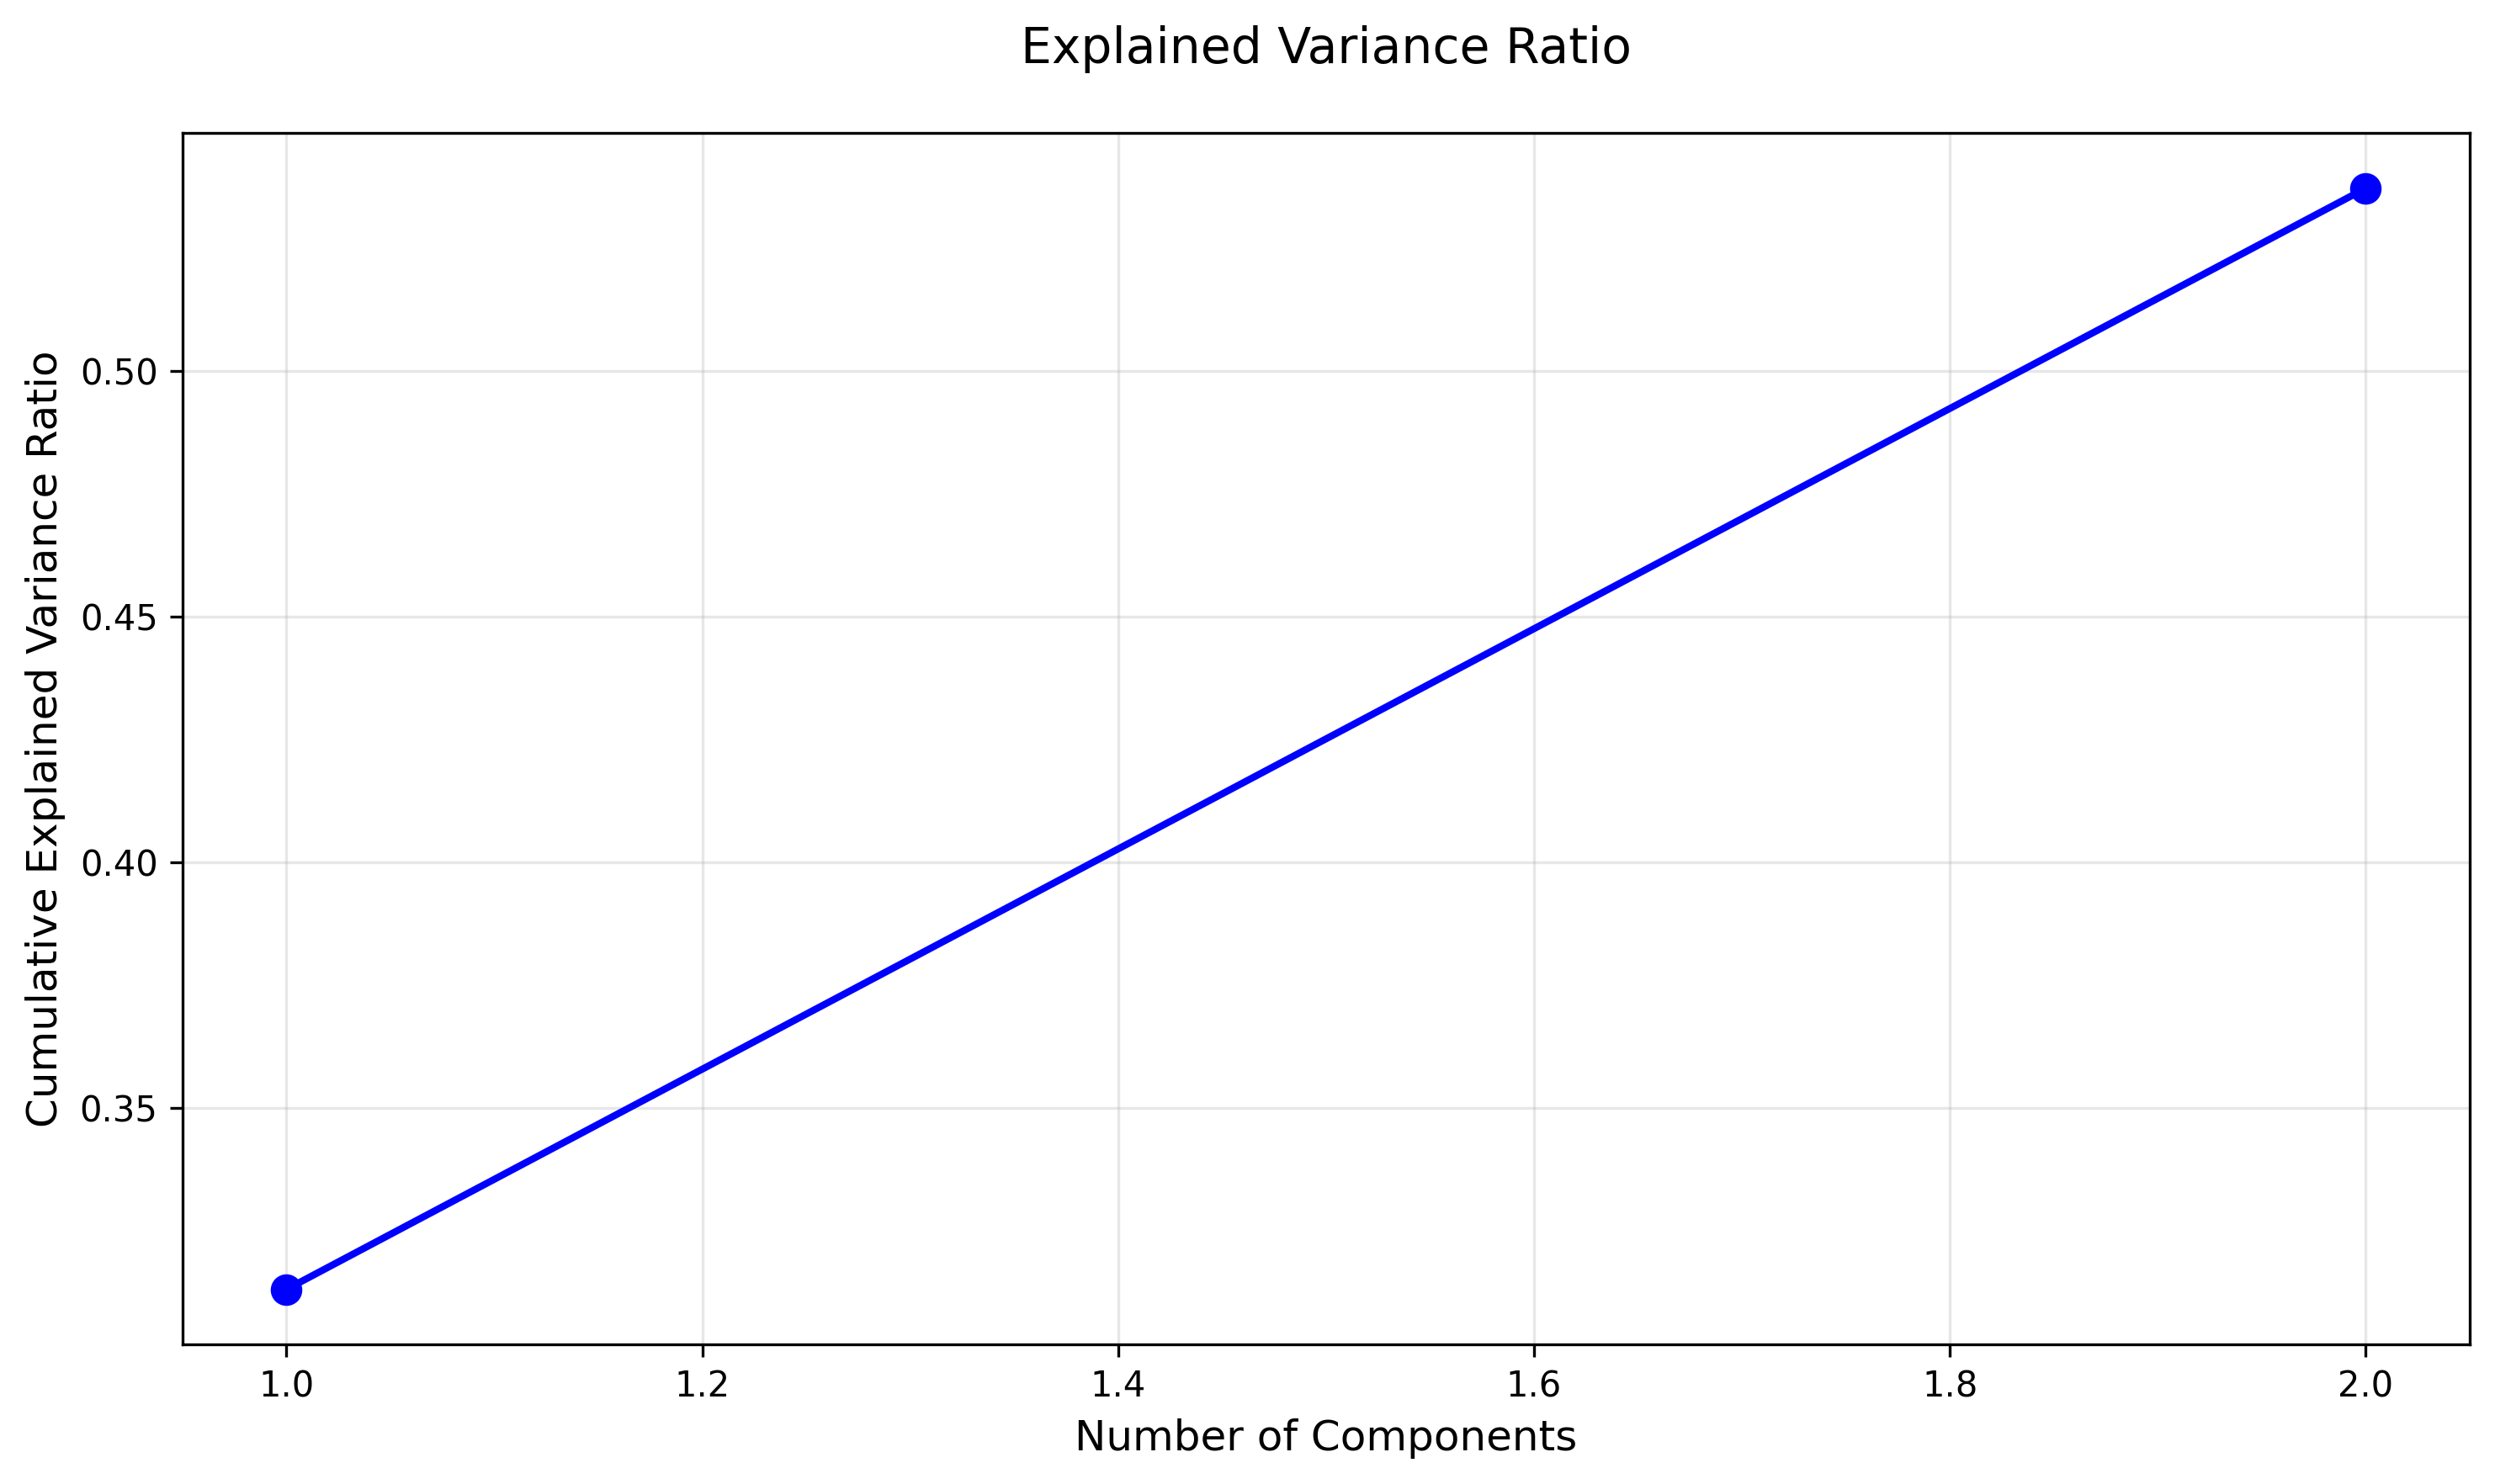 Explained Variance Ratio
Cumulative Explained Variance Ratio
0.50
0.45
0.40
0.35
1.0 1.2 1.4 1.6 1.8 2.0
Number of Components